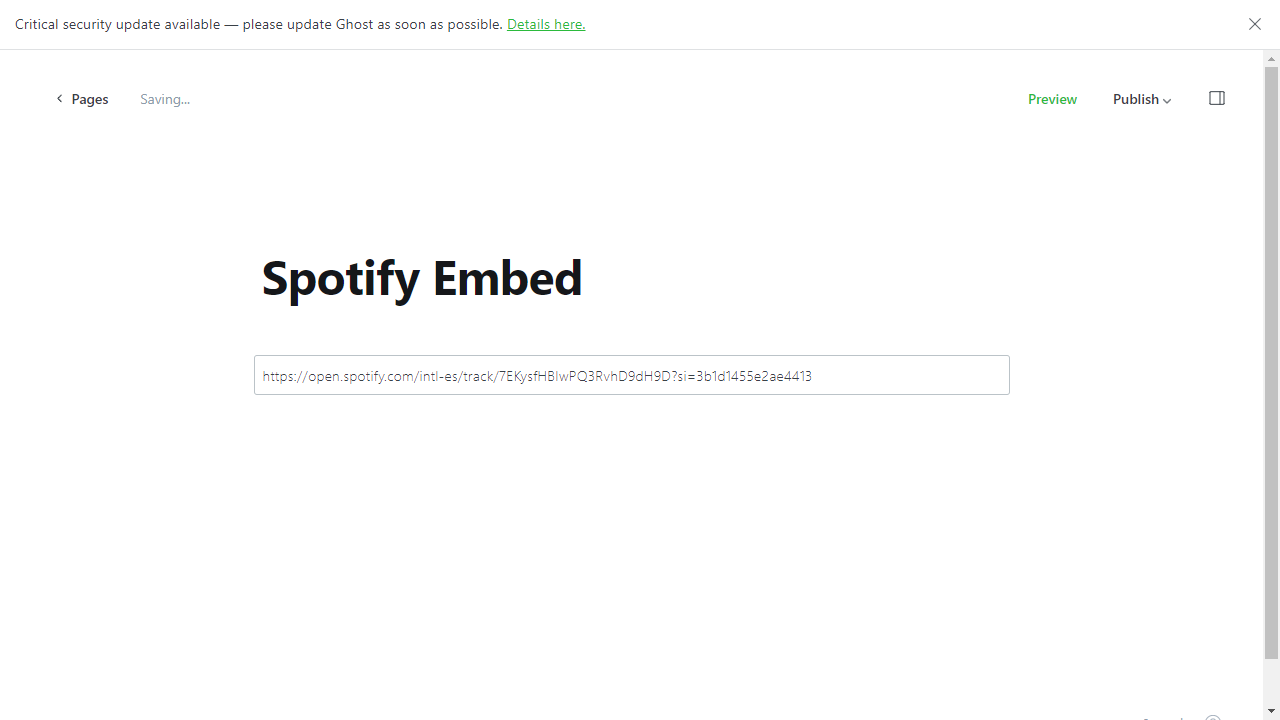 Critical security update available — please update Ghost as soon as possible. Details here.
Pages
Saving...
Preview
Publish
Spotify Embed
https://open.spotify.com/intl-es/track/7EKysfHBIwPQ3RvhD9dH9D?si=3b1d1455e2ae4413